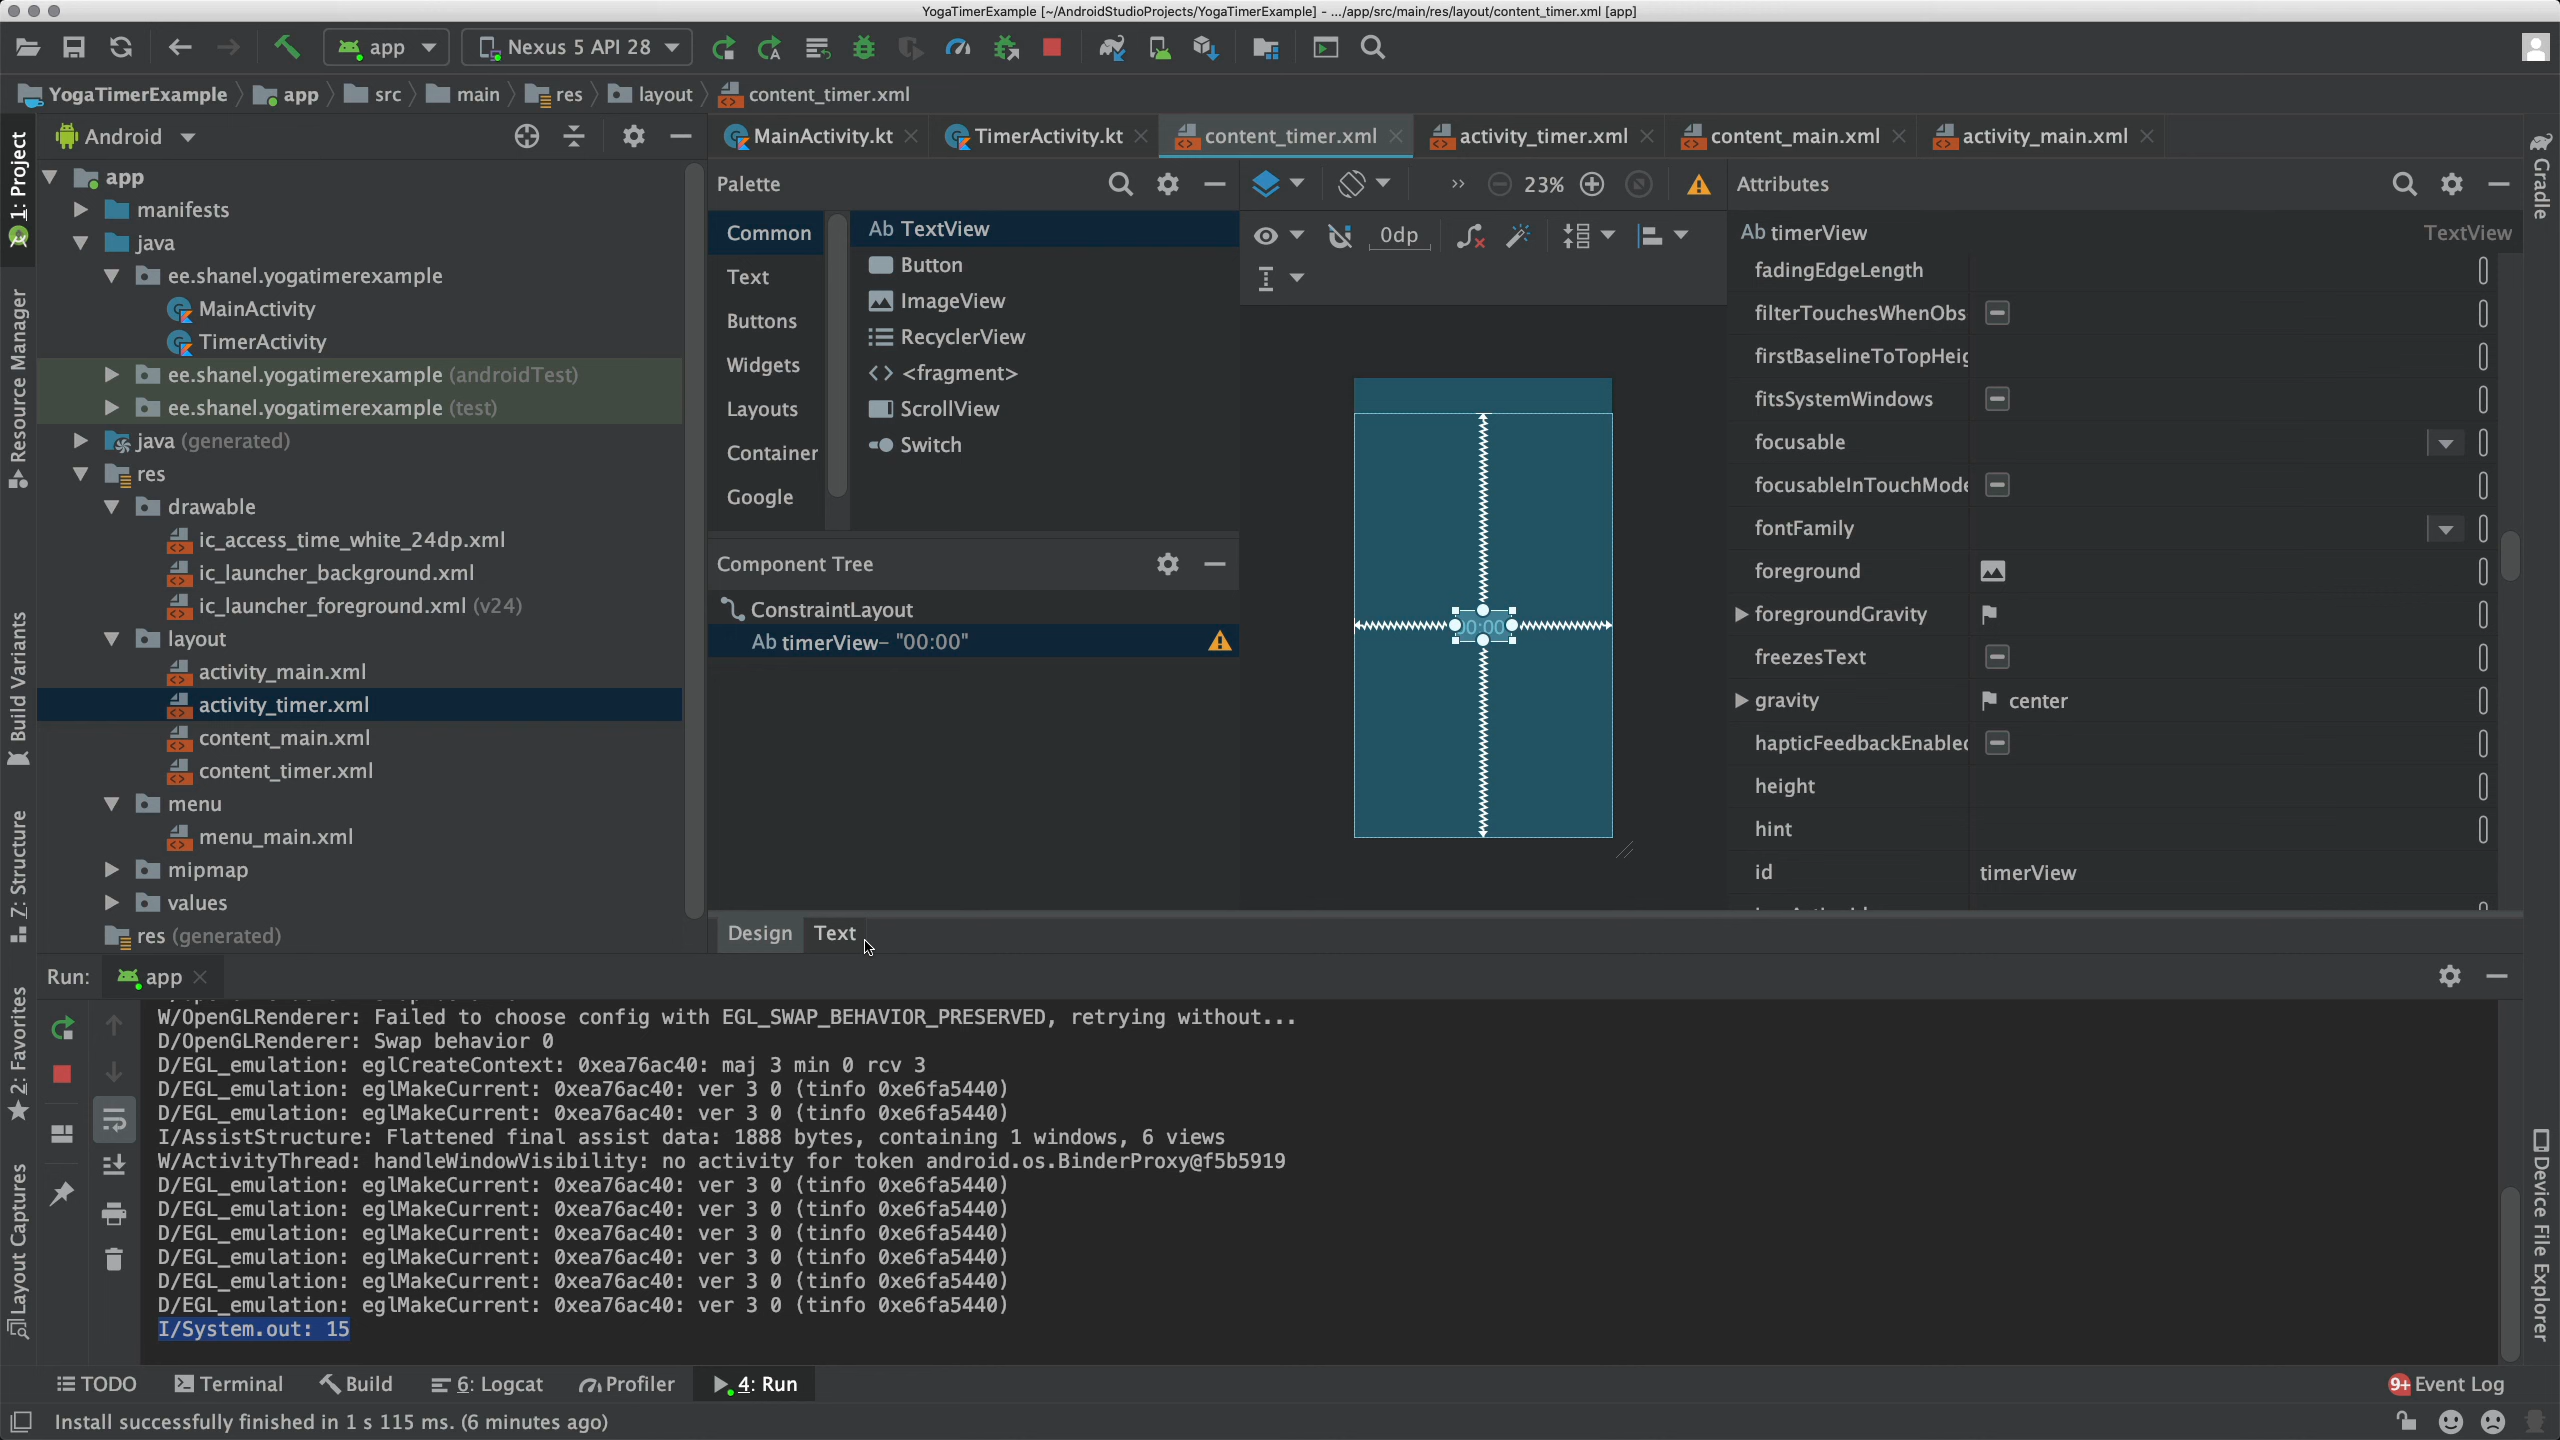 YogaTimerExample [~/AndroidStudioProjects/YogaTimerExample] - .../app/src/main/res/layout/content_timer.xml [app]
app
Nexus 5 API 28
YogaTimerExample
app
src
main
res
layout
content_timer.xml
Android
MainActivity.kt
TimerActivity.kt
content_timer.xml
activity_timer.xml
content_main.xml
activity_main.xml
1: Project
Resource Manager
Build Variants
Z: Structure
2: Favorites
Layout Captures
app
manifests
java
ee.shanel.yogatimerexample
MainActivity
TimerActivity
ee.shanel.yogatimerexample (androidTest)
ee.shanel.yogatimerexample (test)
java (generated)
res
drawable
ic_access_time_white_24dp.xml
ic_launcher_background.xml
ic_launcher_foreground.xml (v24)
layout
activity_main.xml
activity_timer.xml
content_main.xml
content_timer.xml
menu
menu_main.xml
mipmap
values
res (generated)
Palette
Common
Text
Buttons
Widgets
Layouts
Container
Google
Ab TextView
Button
ImageView
RecyclerView
<> <fragment>
ScrollView
Switch
Component Tree
ConstraintLayout
Ab timerView- "00:00"
Design
Text
23%
0dp
00:00
Attributes
Ab timerView
TextView
fadingEdgeLength
filterTouchesWhenObs
firstBaselineToTopHeig
fitsSystemWindows
focusable
focusableInTouchMode
fontFamily
foreground
foregroundGravity
freezesText
gravity
center
hapticFeedbackEnabled
height
hint
id
timerView
Gradle
Device File Explorer
Run:
app
W/OpenGLRenderer: Failed to choose config with EGL_SWAP_BEHAVIOR_PRESERVED, retrying without...
D/OpenGLRenderer: Swap behavior 0
D/EGL_emulation: eglCreateContext: 0xea76ac40: maj 3 min 0 rcv 3
D/EGL_emulation: eglMakeCurrent: 0xea76ac40: ver 3 0 (tinfo 0xe6fa5440)
D/EGL_emulation: eglMakeCurrent: 0xea76ac40: ver 3 0 (tinfo 0xe6fa5440)
I/AssistStructure: Flattened final assist data: 1888 bytes, containing 1 windows, 6 views
W/ActivityThread: handleWindowVisibility: no activity for token android.os.BinderProxy@f5b5919
D/EGL_emulation: eglMakeCurrent: 0xea76ac40: ver 3 0 (tinfo 0xe6fa5440)
D/EGL_emulation: eglMakeCurrent: 0xea76ac40: ver 3 0 (tinfo 0xe6fa5440)
D/EGL_emulation: eglMakeCurrent: 0xea76ac40: ver 3 0 (tinfo 0xe6fa5440)
D/EGL_emulation: eglMakeCurrent: 0xea76ac40: ver 3 0 (tinfo 0xe6fa5440)
D/EGL_emulation: eglMakeCurrent: 0xea76ac40: ver 3 0 (tinfo 0xe6fa5440)
D/EGL_emulation: eglMakeCurrent: 0xea76ac40: ver 3 0 (tinfo 0xe6fa5440)
I/System.out: 15
TODO
Terminal
Build
6: Logcat
Profiler
4: Run
9+ Event Log
Install successfully finished in 1 s 115 ms. (6 minutes ago)